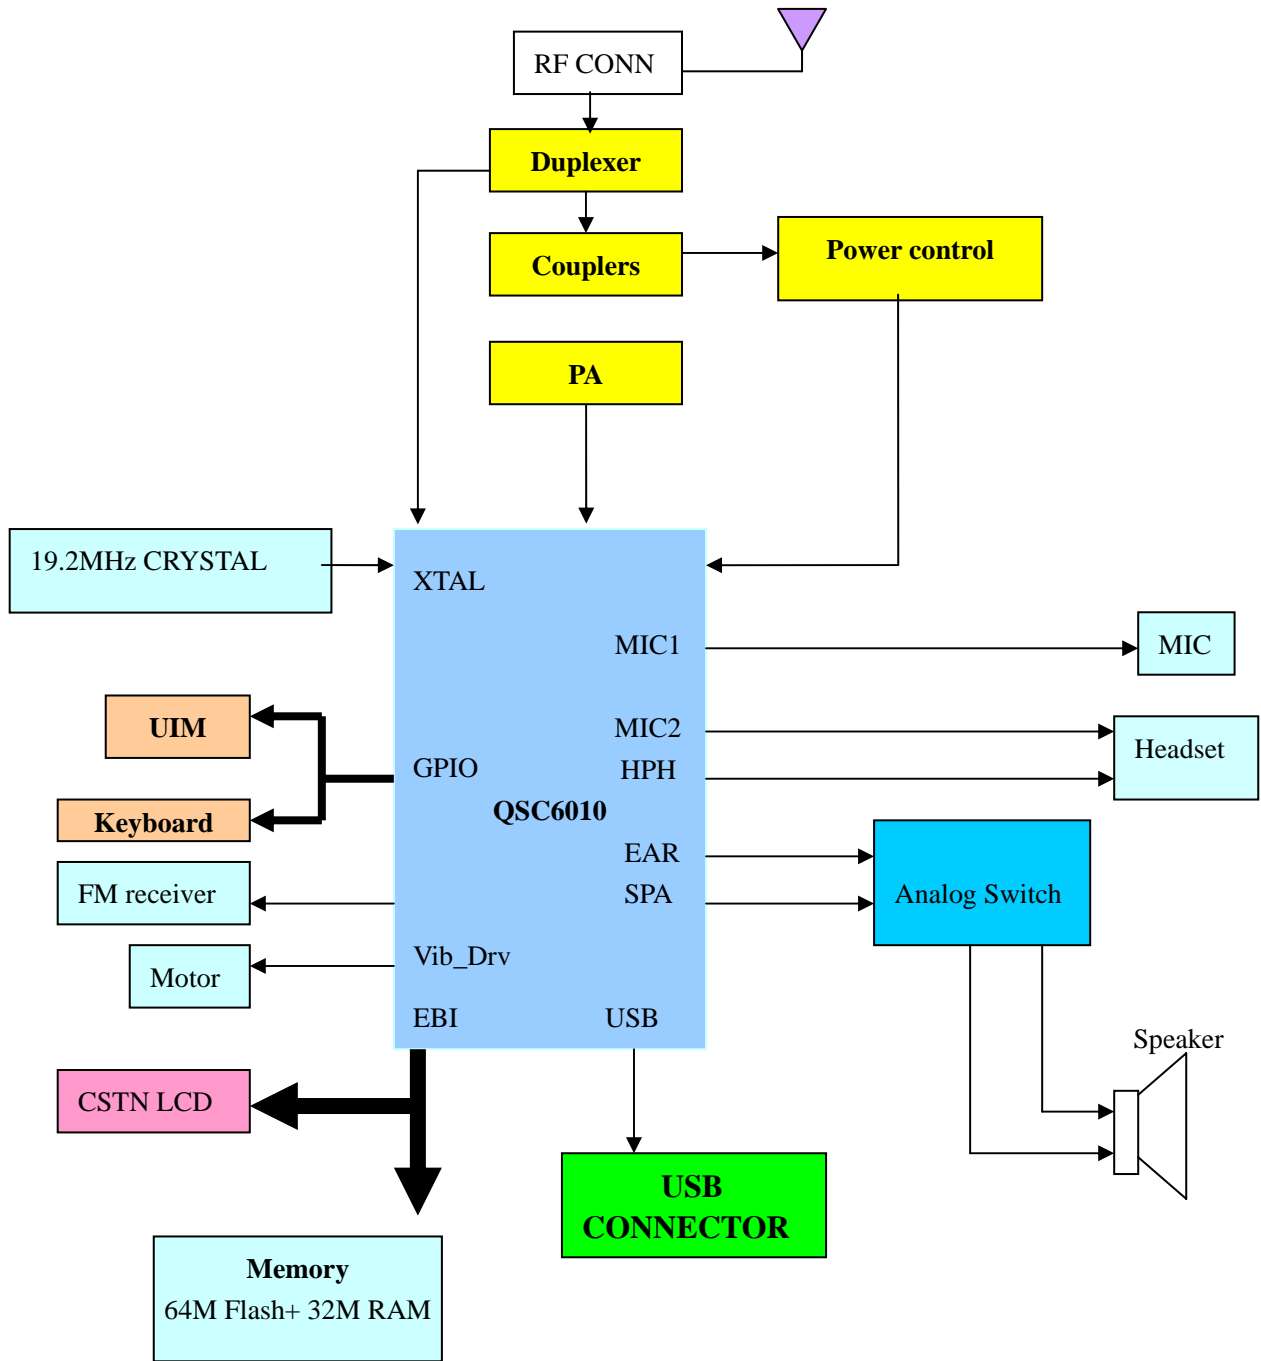 RF CONN
Duplexer
Couplers
Power control
PA
19.2MHz CRYSTAL
XTAL
MIC1
MIC
UIM
MIC2
Headset
GPIO
HPH
Keyboard
QSC6010
EAR
FM receiver
SPA
Analog Switch
Motor
Vib_Drv
EBI
USB
Speaker
CSTN LCD
USB
CONNECTOR
Memory
64M Flash+ 32M RAM